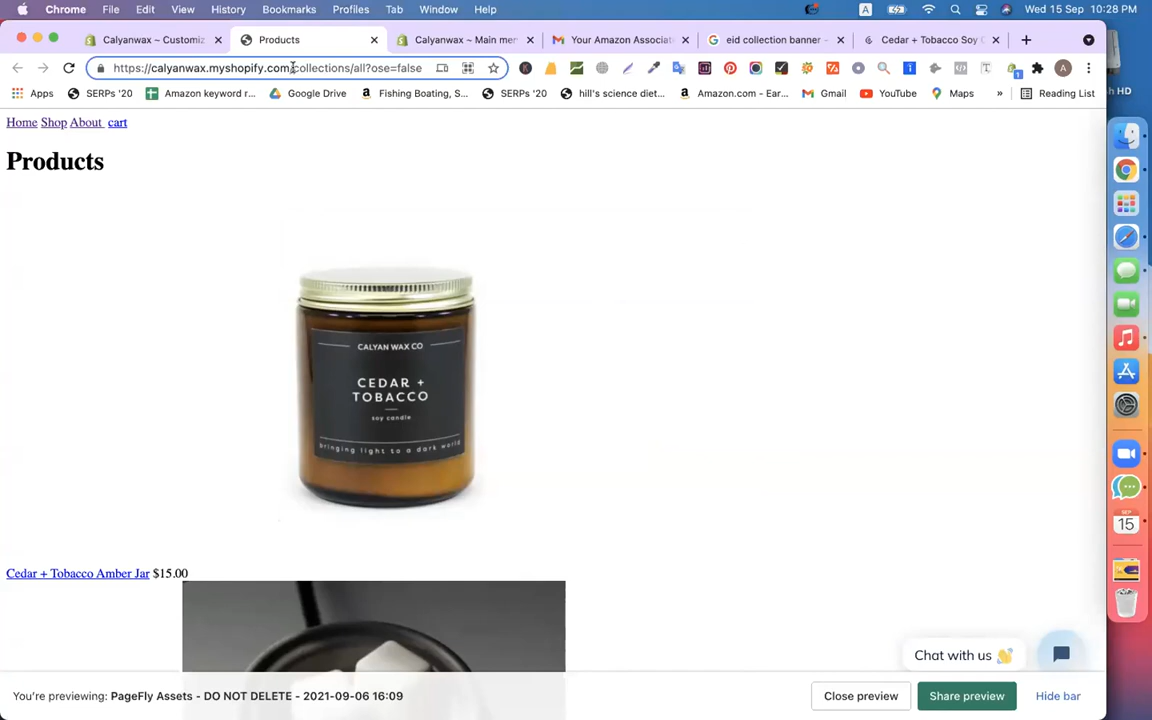 Chrome File Edit View History Bookmarks Profiles Tab Window Help A Wed 15 Sep 10:28 PM
Calyanwax ~ Customiz Products Calyanwax ~ Main me Your Amazon Associat eid collection banner - Cedar + Tobacco Soy C
https://calyanwax.myshopify.com/collections/all?ose=false
Apps SERPs '20 Amazon keyword r... Google Drive Fishing Boating, S... SERPs '20 hill's science diet... Amazon.com - Ear... Gmail YouTube Maps » Reading List
Home Shop About cart
Products
CALYAN WAX CO
CEDAR +
TOBACCO
soy candle
bringing light to a dark world
Cedar + Tobacco Amber Jar $15.00
Chat with us 👋
You're previewing: PageFly Assets - DO NOT DELETE - 2021-09-06 16:09 Close preview Share preview Hide bar
SEP
15